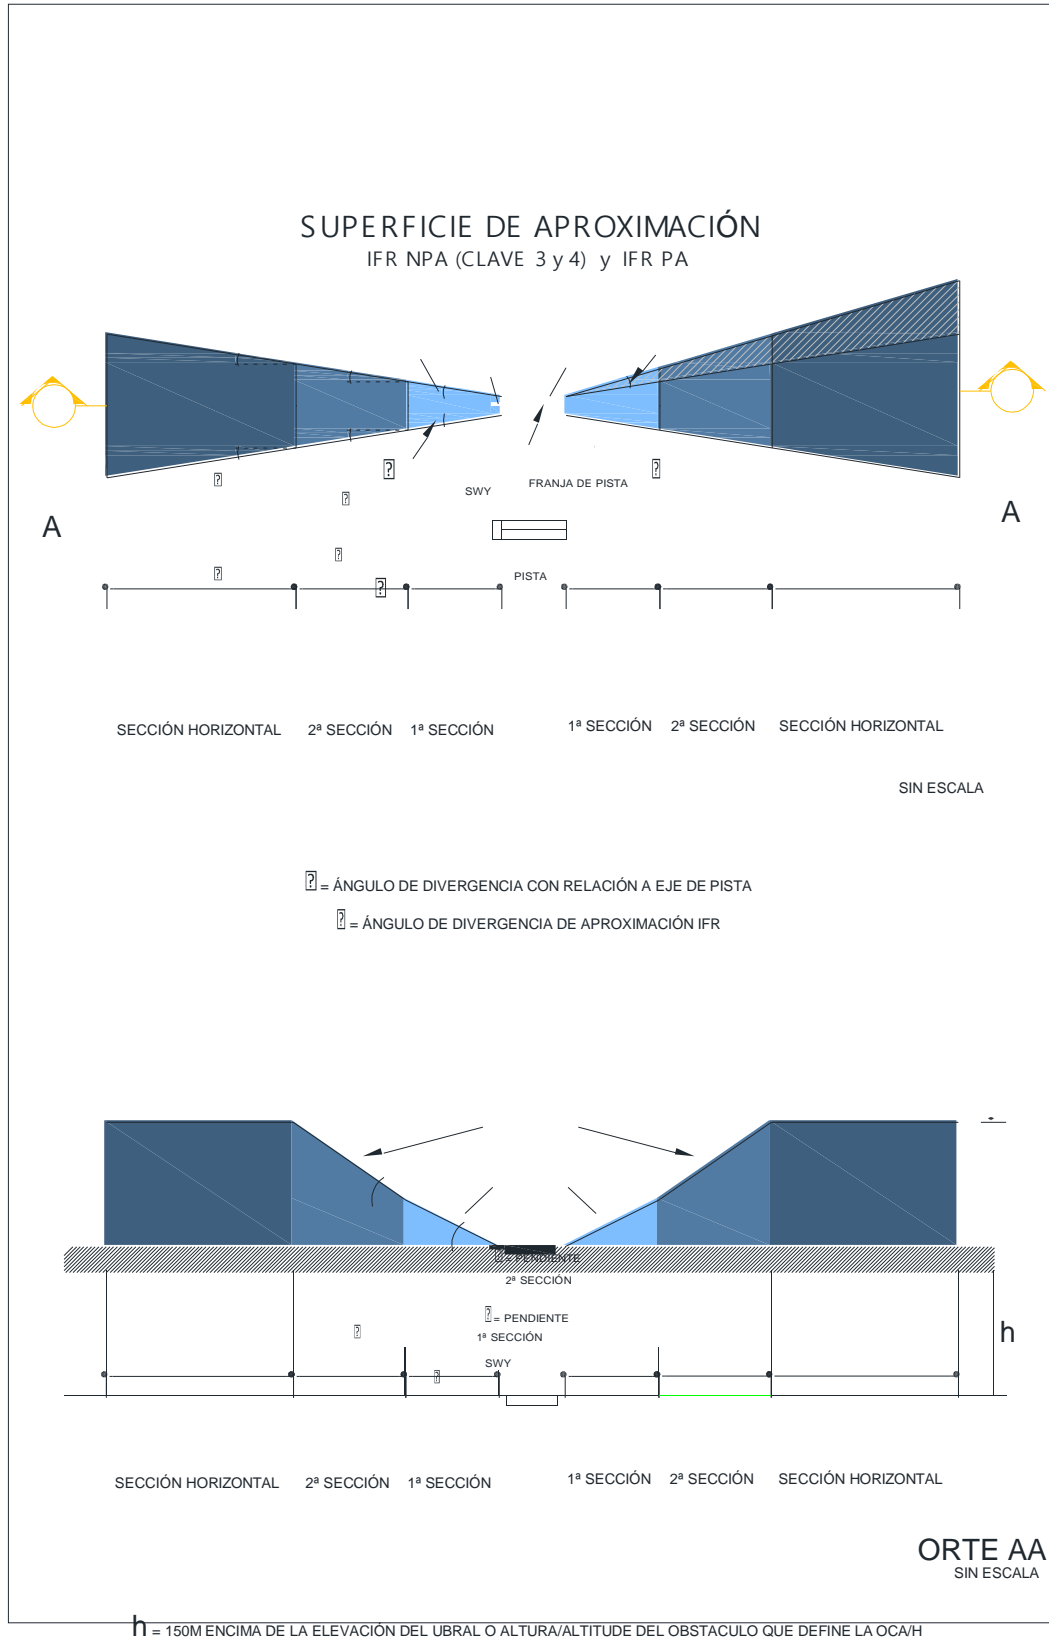 SUPERFICIE DE APROXIMACIÓN
IFR NPA (CLAVE 3 y 4) y IFR PA
SWY
FRANJA DE PISTA
A
A
PISTA
SECCIÓN HORIZONTAL 2ª SECCIÓN 1ª SECCIÓN
1ª SECCIÓN 2ª SECCIÓN SECCIÓN HORIZONTAL
SIN ESCALA
= ÁNGULO DE DIVERGENCIA CON RELACIÓN A EJE DE PISTA
= ÁNGULO DE DIVERGENCIA DE APROXIMACIÓN IFR
= PENDIENTE
2ª SECCIÓN
= PENDIENTE
1ª SECCIÓN
h
SWY
SECCIÓN HORIZONTAL 2ª SECCIÓN 1ª SECCIÓN
1ª SECCIÓN 2ª SECCIÓN SECCIÓN HORIZONTAL
ORTE AA
SIN ESCALA
h = 150M ENCIMA DE LA ELEVACIÓN DEL UBRAL O ALTURA/ALTITUDE DEL OBSTACULO QUE DEFINE LA OCA/H